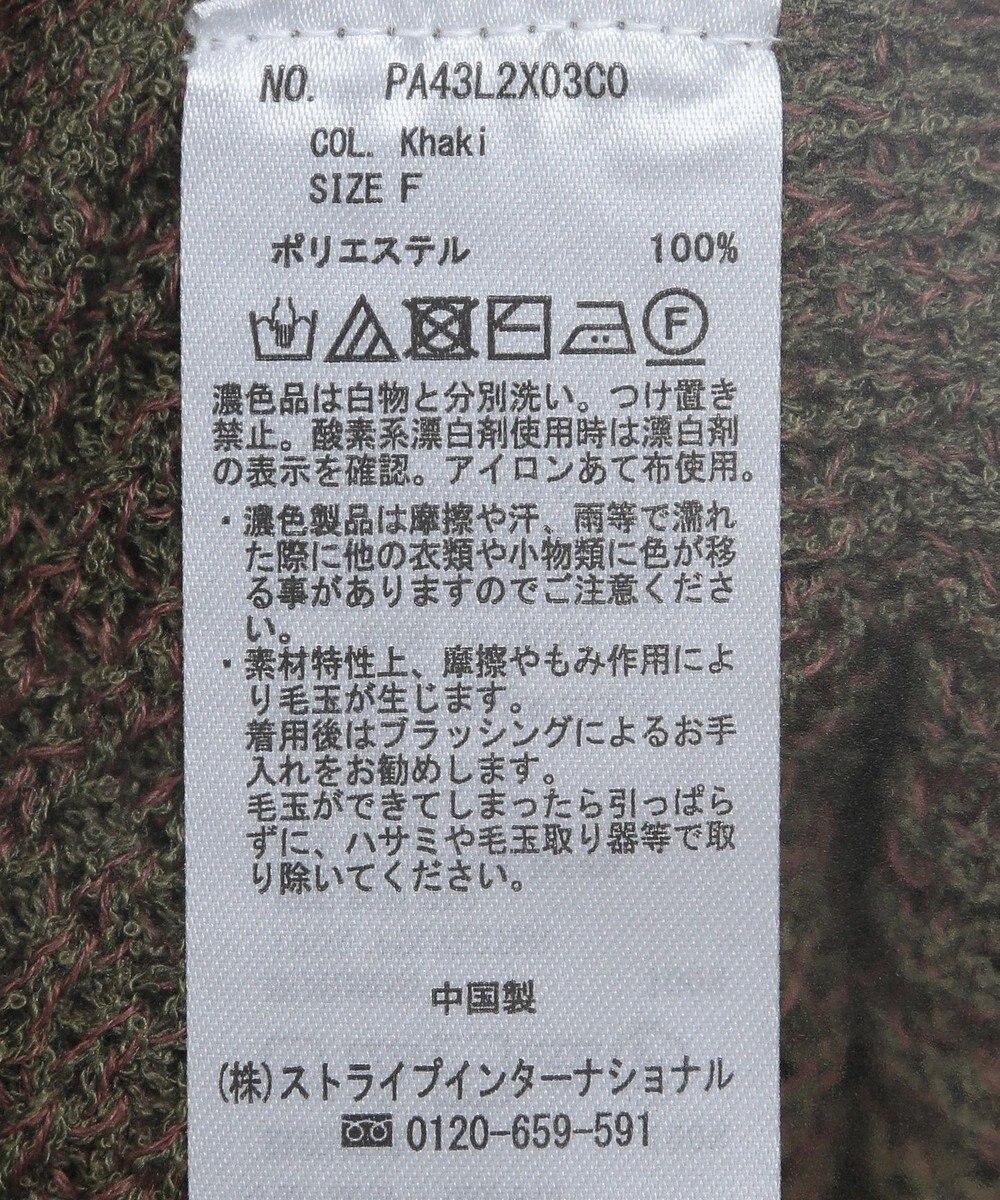 NO. PA43L2X03C0
COL. Khaki
SIZE F
ポリエステル 100%
F
濃色品は白物と分別洗い。つけ置き
禁止。酸素系漂白剤使用時は漂白剤
の表示を確認。アイロンあて布使用。
・濃色製品は摩擦や汗、雨等で濡れ
た際に他の衣類や小物類に色が移
る事がありますのでご注意くださ
い。
・素材特性上、摩擦やもみ作用によ
り毛玉が生じます。
着用後はブラッシングによるお手
入れをお勧めします。
毛玉ができてしまったら引っぱら
ずに、ハサミや毛玉取り器等で取
り除いてください。
中国製
(株)ストライプインターナショナル
0120-659-591